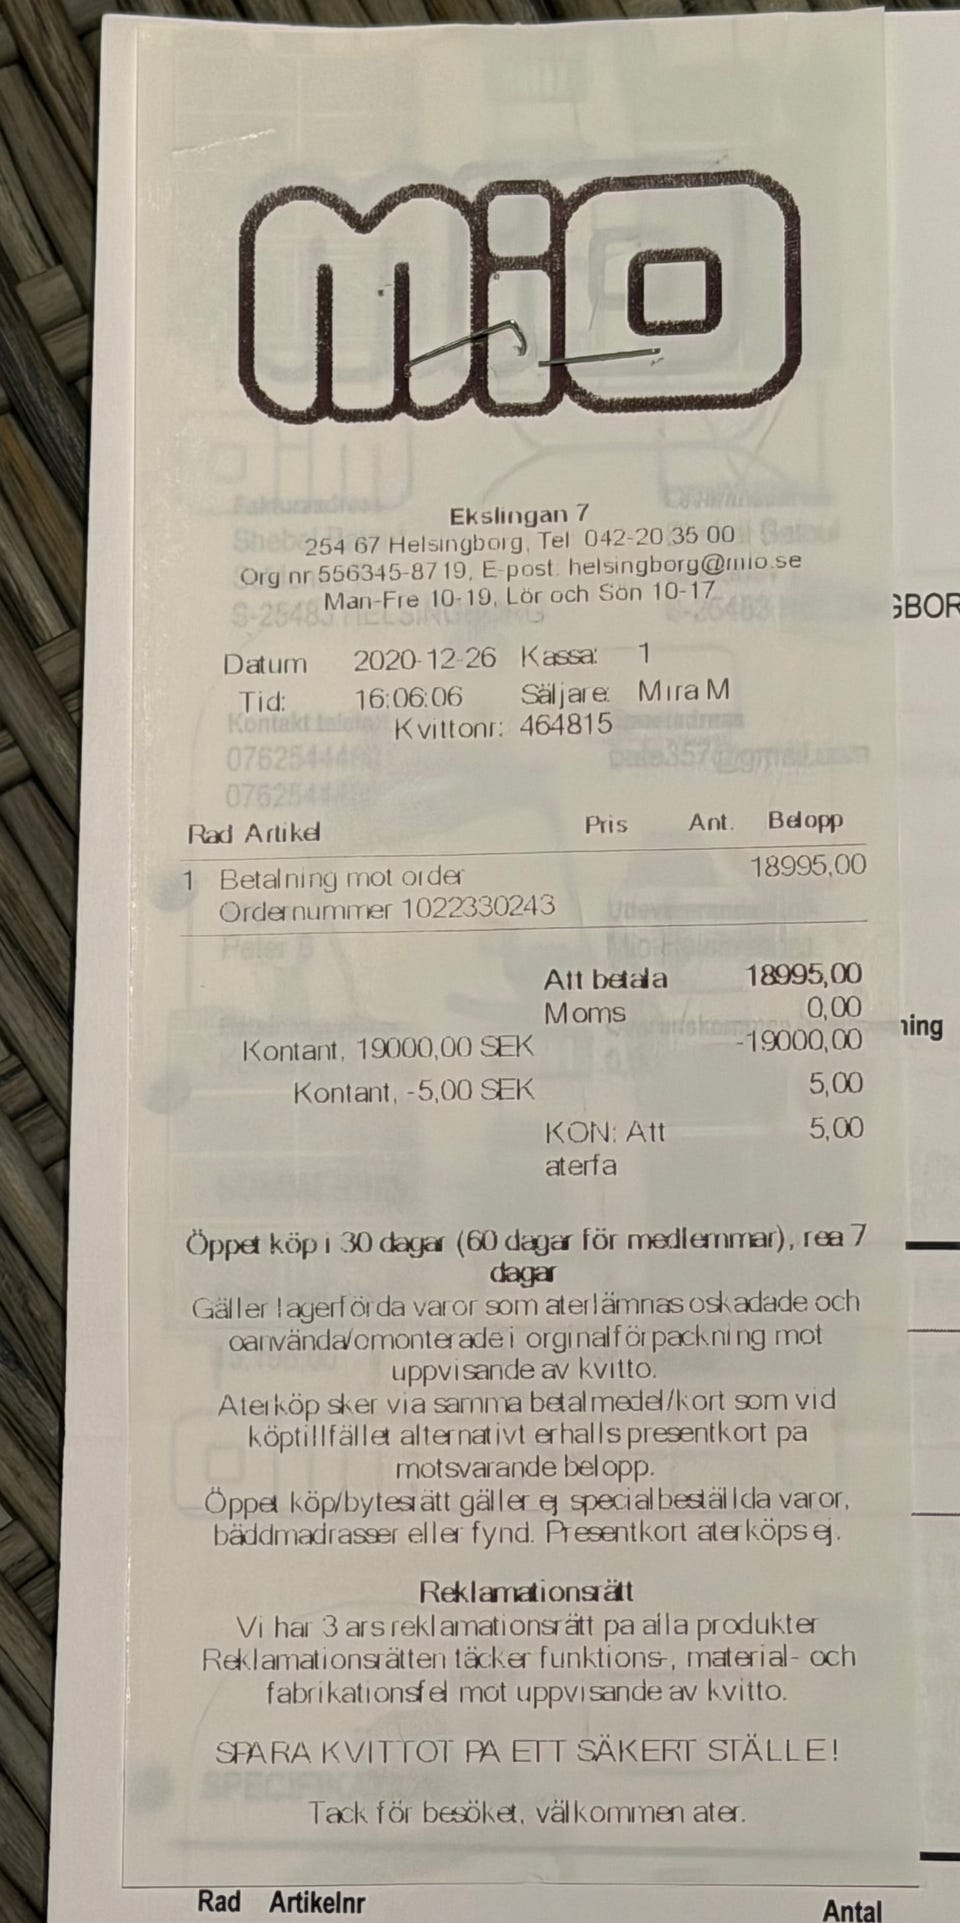 mio
Ekslingan 7
254 67 Helsingborg, Tel 042-20 35 00
Org nr 556345-8719, E-post: helsingborg@mio.se
Man-Fre 10-19, Lör och Sön 10-17
GBOR
Datum 2020-12-26 Kassa: 1
Tid: 16:06:06 Säljare: Mira M
Kvittonr: 464815
Rad Artikel Pris Ant. Belopp
1 Betalning mot order 18995,00
Ordernummer 1022330243
Att betala 18995,00
Moms 0,00
ning
Kontant, 19000,00 SEK -19000,00
Kontant, -5,00 SEK 5,00
KON: Att 5,00
aterfa
Öppet köp i 30 dagar (60 dagar för medlemmar), rea 7
dagar
Gäller lagerförda varor som aterlämnas oskadade och
oanvända/omonterade i orginalförpackning mot
uppvisande av kvitto.
Aterköp sker via samma betalmedel/kort som vid
köptillfället alternativt erhalls presentkort pa
motsvarande belopp.
Öppet köp/bytesrätt gäller ej specialbeställda varor,
bäddmadrasser eller fynd. Presentkort aterköps ej.
Reklamationsrätt
Vi har 3 ars reklamationsrätt pa alla produkter
Reklamationsrätten täcker funktions-, material- och
fabrikationsfel mot uppvisande av kvitto.
SPARA KVITTOT PA ETT SÄKERT STÄLLE!
Tack för besöket, välkommen ater.
Rad Artikelnr Antal